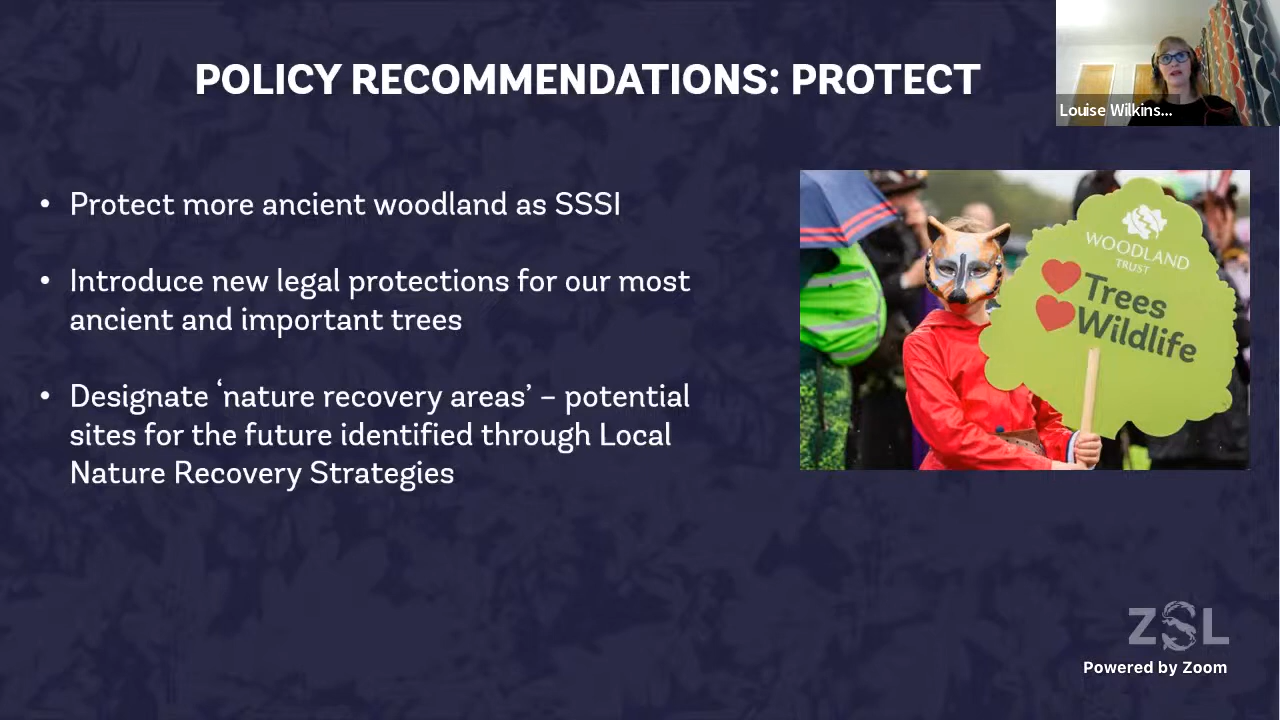 POLICY RECOMMENDATIONS: PROTECT
Louise Wilkins...
• Protect more ancient woodland as SSSI
• Introduce new legal protections for our most
ancient and important trees
• Designate ‘nature recovery areas’ – potential
sites for the future identified through Local
Nature Recovery Strategies
WOODLAND
TRUST
Trees
Wildlife
ZSL
Powered by Zoom